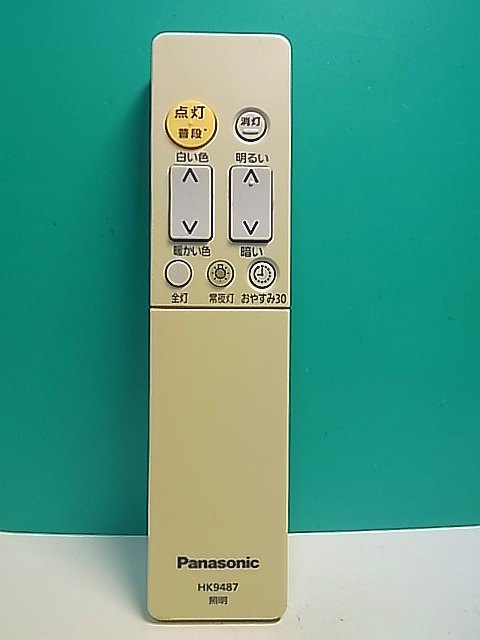 点灯
普段
消灯
白い色 明るい
暖かい色 暗い
全灯 常夜灯 おやすみ30
Panasonic
HK9487
照明